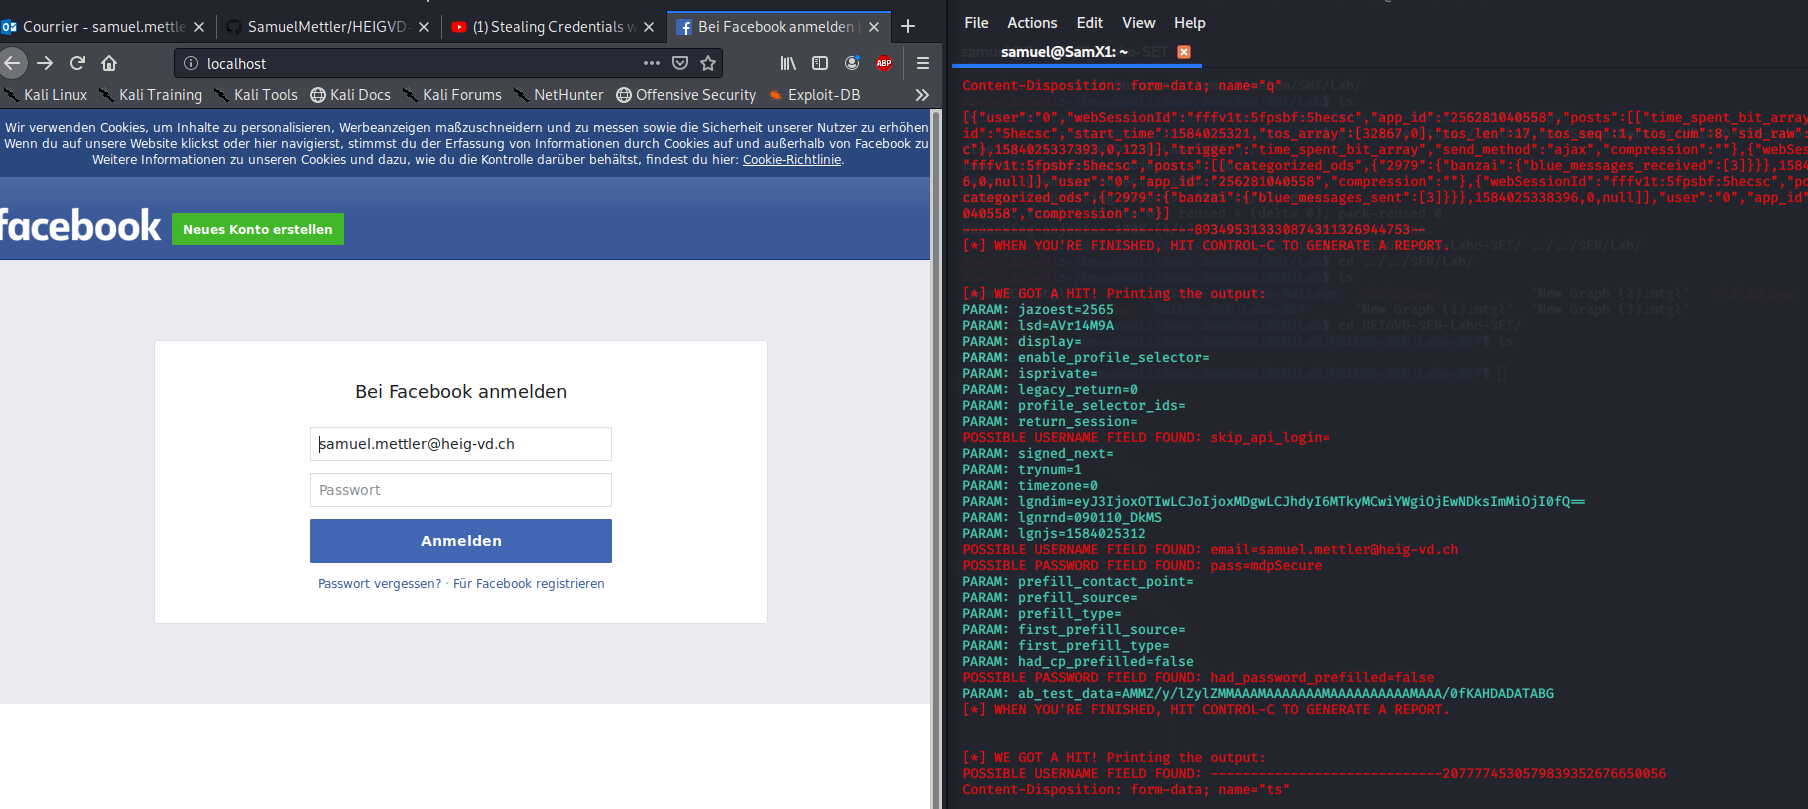 Courrier - samuel.mettle
SamuelMettler/HEIGVD-
(1) Stealing Credentials w
Bei Facebook anmelden |
localhost
ABP
Kali Linux
Kali Training
Kali Tools
Kali Docs
Kali Forums
NetHunter
Offensive Security
Exploit-DB
Wir verwenden Cookies, um Inhalte zu personalisieren, Werbeanzeigen maßzuschneidern und zu messen sowie die Sicherheit unserer Nutzer zu erhöhen
Wenn du auf unsere Website klickst oder hier navigierst, stimmst du der Erfassung von Informationen durch Cookies auf und außerhalb von Facebook zu
Weitere Informationen zu unseren Cookies und dazu, wie du die Kontrolle darüber behältst, findest du hier: Cookie-Richtlinie.
facebook
Neues Konto erstellen
Bei Facebook anmelden
samuel.mettler@heig-vd.ch
Passwort
Anmelden
Passwort vergessen? · Für Facebook registrieren
File Actions Edit View Help
samuel@SamX1: ~
Content-Disposition: form-data; name="q"
[{"user":"0","webSessionId":"fffv1t:5fpsbf:5hecsc","app_id":"256281040558","posts":[["time_spent_bit_array
id":"5hecsc","start_time":1584025321,"tos_array":[32867,0],"tos_len":17,"tos_seq":1,"tos_cum":8,"sid_raw":
c"},1584025337393,0,123]],"trigger":"time_spent_bit_array","send_method":"ajax","compression":""},{"webSes
"fffv1t:5fpsbf:5hecsc","posts":[["categorized_ods",{"2979":{"banzai":{"blue_messages_received":[3]}}},1584
6,0,null]],"user":"0","app_id":"256281040558","compression":""},{"webSessionId":"fffv1t:5fpsbf:5hecsc","po
categorized_ods",{"2979":{"banzai":{"blue_messages_sent":[3]}}},1584025338396,0,null]],"user":"0","app_id"
040558","compression":""}]
-----------------------------8934953133308743113269447​53--
[*] WHEN YOU'RE FINISHED, HIT CONTROL-C TO GENERATE A REPORT.
[*] WE GOT A HIT! Printing the output:
PARAM: jazoest=2565
PARAM: lsd=AVr14M9A
PARAM: display=
PARAM: enable_profile_selector=
PARAM: isprivate=
PARAM: legacy_return=0
PARAM: profile_selector_ids=
PARAM: return_session=
POSSIBLE USERNAME FIELD FOUND: skip_api_login=
PARAM: signed_next=
PARAM: trynum=1
PARAM: timezone=0
PARAM: lgndim=eyJ3IjoxOTIwLCJoIjoxMDgwLCJhdyI6MTkyMCwiYWgiOjEwNDksImMiOjI0fQ==
PARAM: lgnrnd=090110_DkMS
PARAM: lgnjs=1584025312
POSSIBLE USERNAME FIELD FOUND: email=samuel.mettler@heig-vd.ch
POSSIBLE PASSWORD FIELD FOUND: pass=mdpSecure
PARAM: prefill_contact_point=
PARAM: prefill_source=
PARAM: prefill_type=
PARAM: first_prefill_source=
PARAM: first_prefill_type=
PARAM: had_cp_prefilled=false
POSSIBLE PASSWORD FIELD FOUND: had_password_prefilled=false
PARAM: ab_test_data=AMMZ/y/lZylZMMAAAMAAAAAAAMAAAAAAAAAAMAAA/0fKAHDADATABG
[*] WHEN YOU'RE FINISHED, HIT CONTROL-C TO GENERATE A REPORT.
[*] WE GOT A HIT! Printing the output:
POSSIBLE USERNAME FIELD FOUND: -----------------------------20777745305798393526766​50056
Content-Disposition: form-data; name="ts"